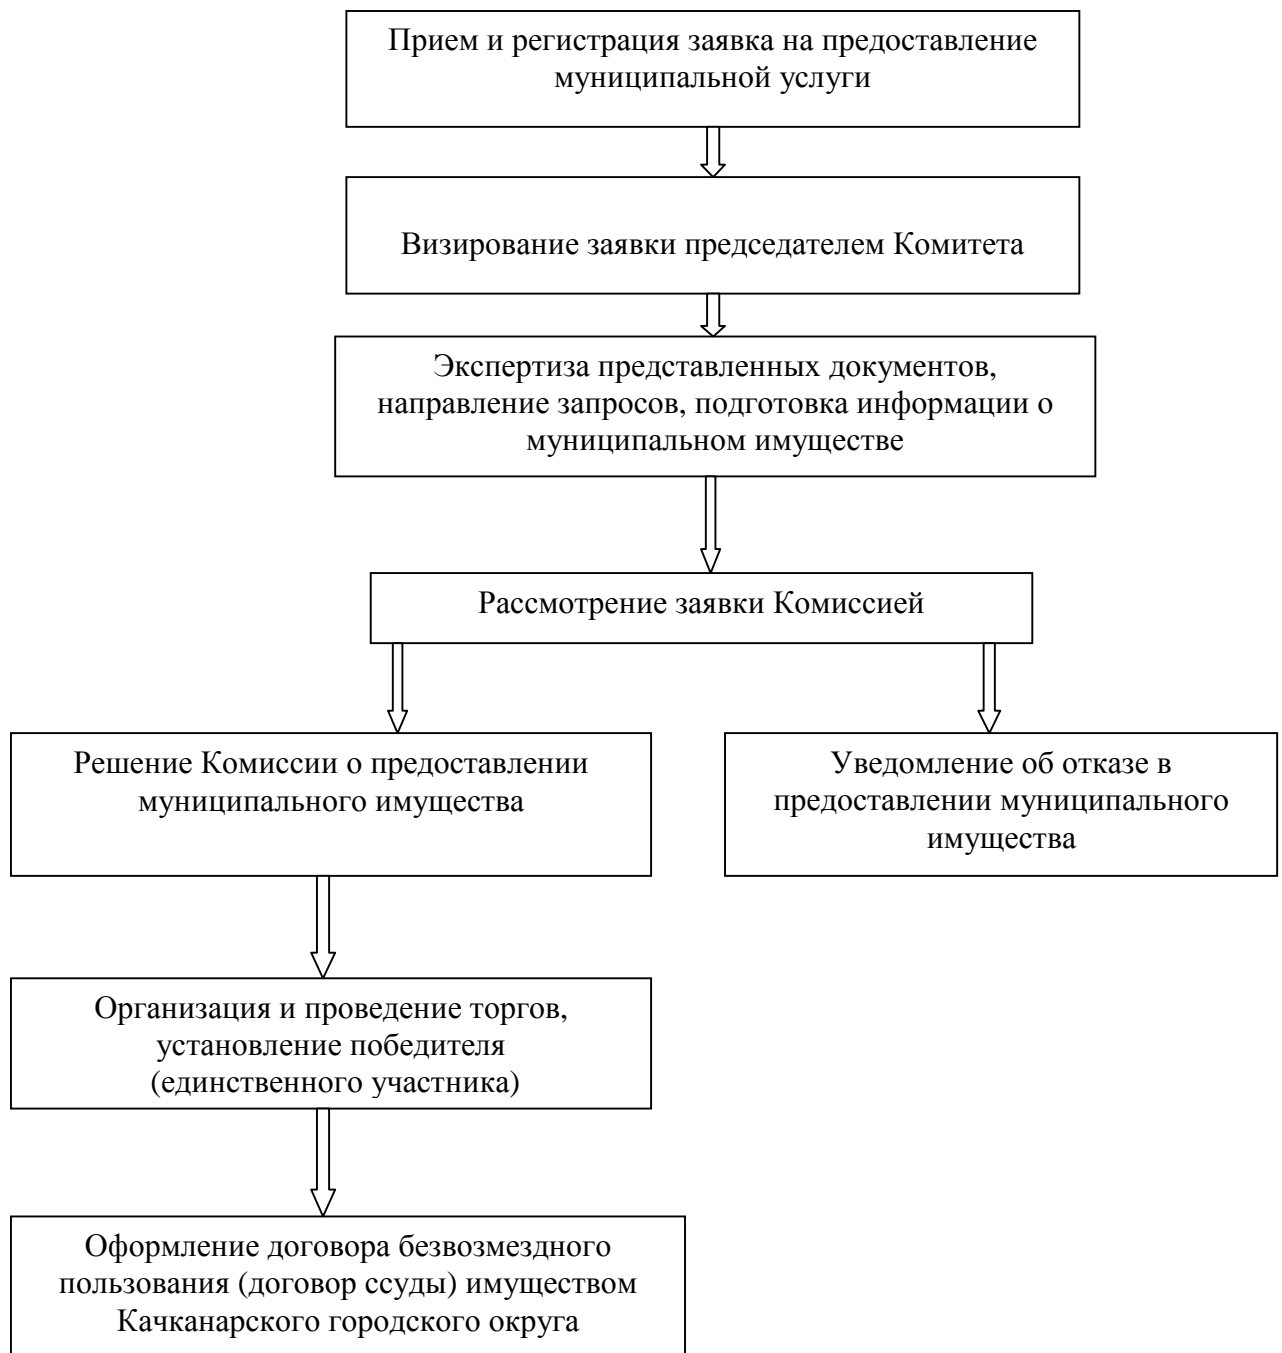 Прием и регистрация заявка на предоставление
муниципальной услуги
Визирование заявки председателем Комитета
Экспертиза представленных документов,
направление запросов, подготовка информации о
муниципальном имуществе
Рассмотрение заявки Комиссией
Решение Комиссии о предоставлении
муниципального имущества
Уведомление об отказе в
предоставлении муниципального
имущества
Организация и проведение торгов,
установление победителя
(единственного участника)
Оформление договора безвозмездного
пользования (договор ссуды) имуществом
Качканарского городского округа